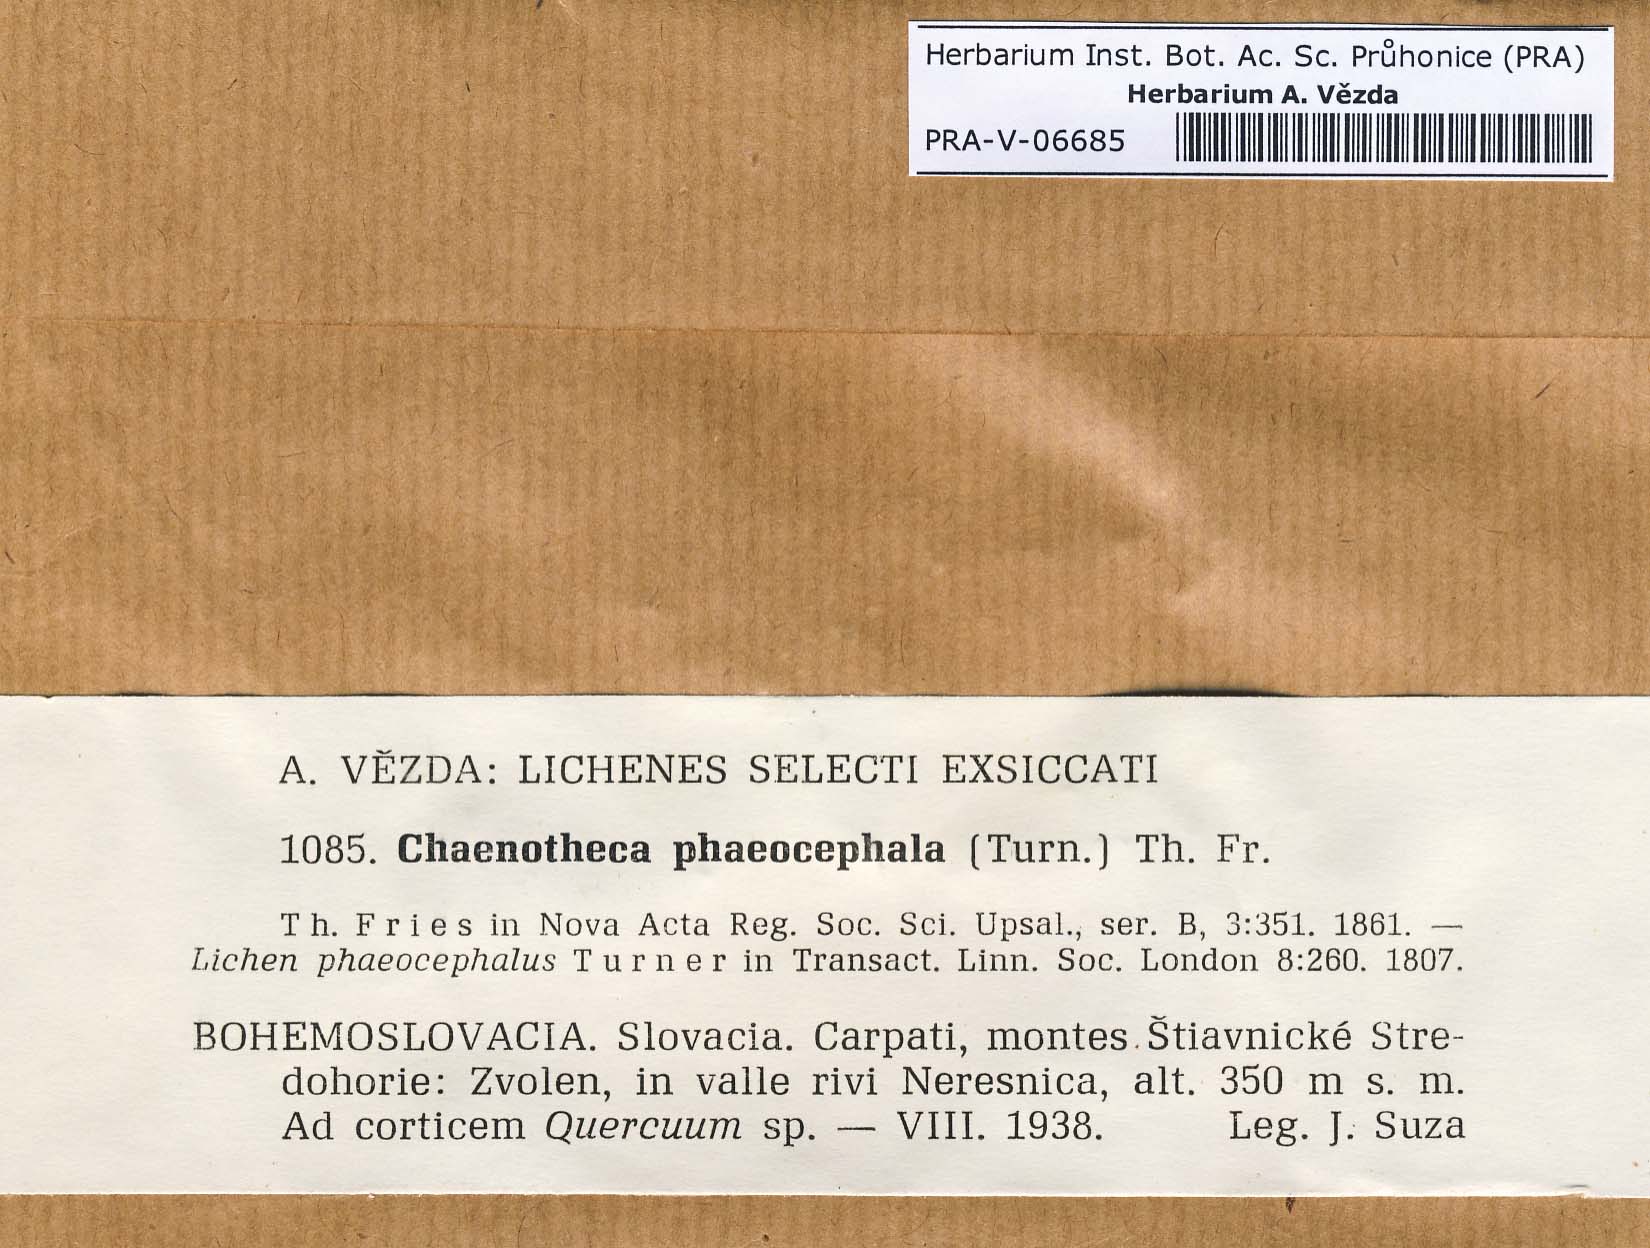 Herbarium Inst. Bot. Ac. Sc. Průhonice (PRA)
Herbarium A. Vězda
PRA-V-06685
A. VĚZDA: LICHENES SELECTI EXSICCATI
1085. Chaenotheca phaeocephala (Turn.) Th. Fr.
Th. Fries in Nova Acta Reg. Soc. Sci. Upsal., ser. B, 3:351. 1861. —
Lichen phaeocephalus Turner in Transact. Linn. Soc. London 8:260. 1807.
BOHEMOSLOVACIA. Slovacia. Carpati, montes Štiavnické Stre-
dohorie: Zvolen, in valle rivi Neresnica, alt. 350 m s. m.
Ad corticem Quercuum sp. — VIII. 1938. Leg. J. Suza